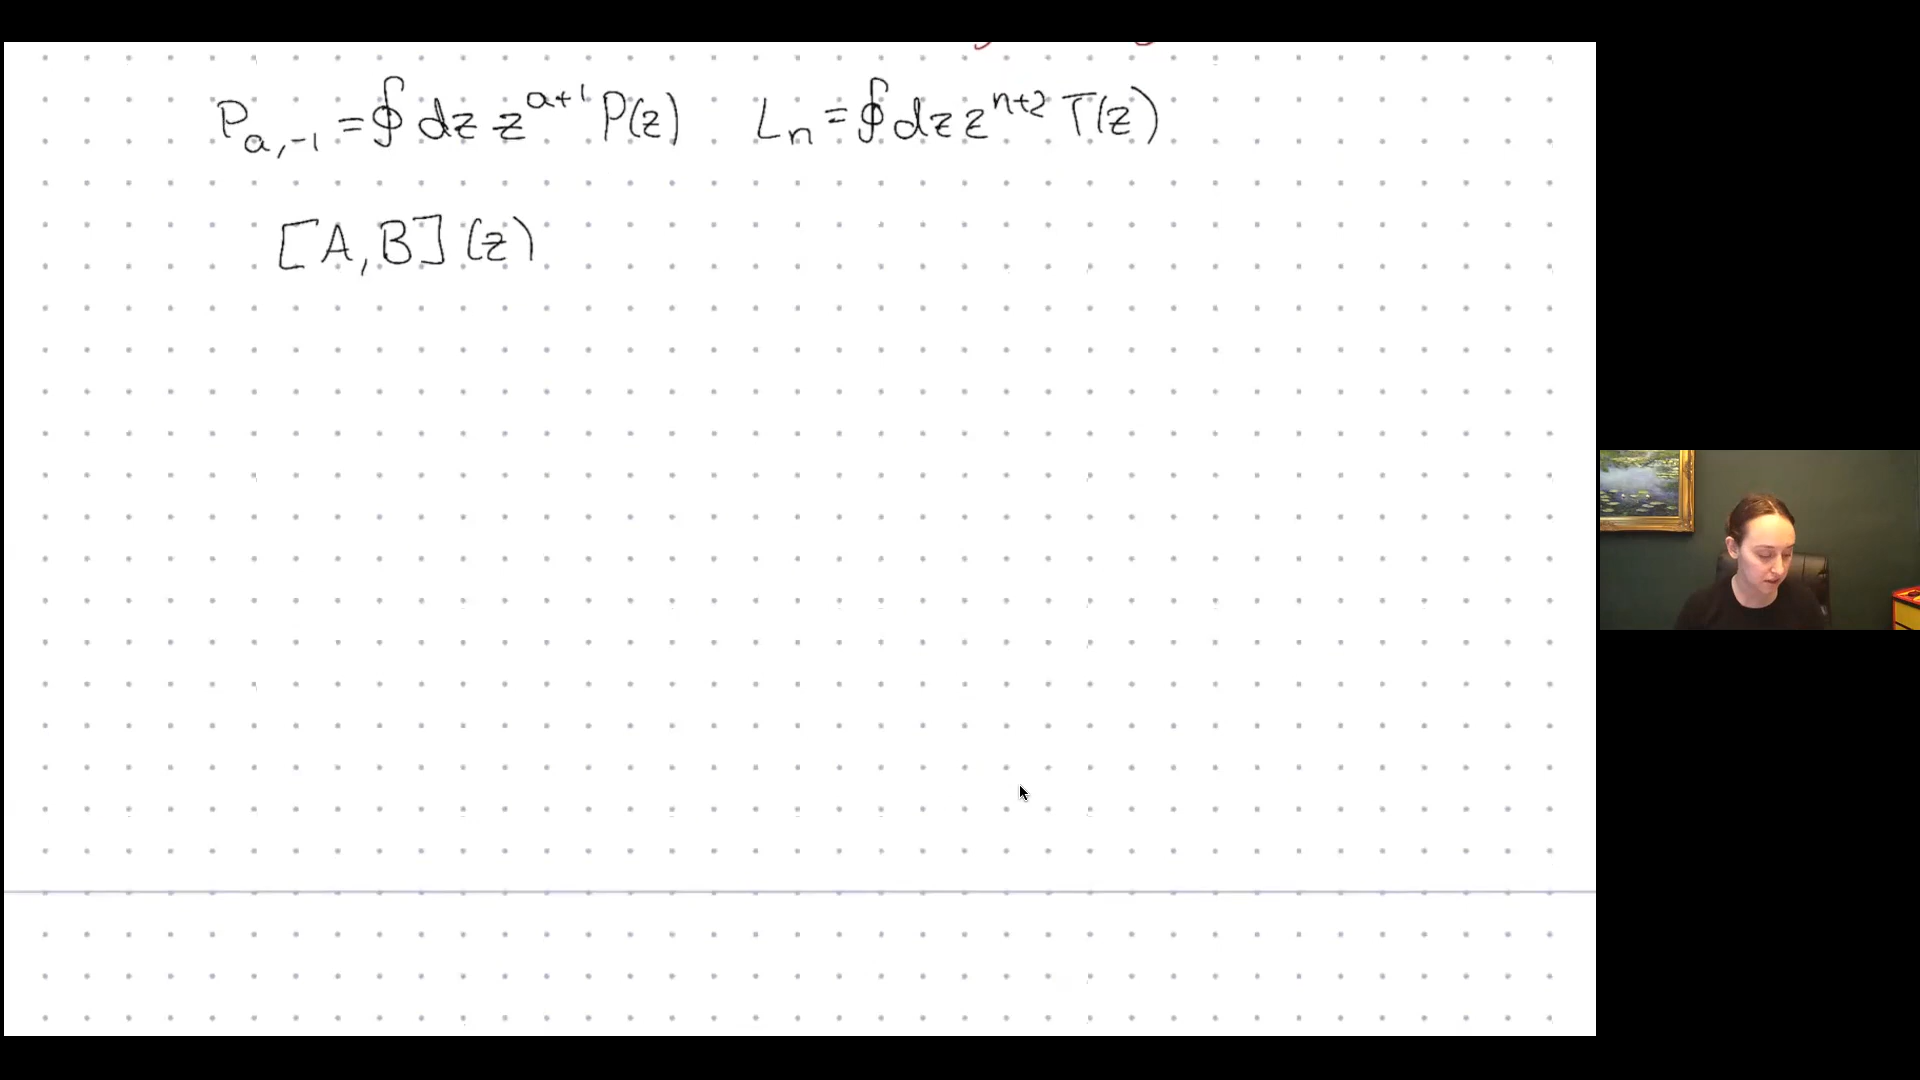 P_{a,-1} = ∮ dz z^{a+1} P(z)   L_n = ∮ dz z^{n+2} T(z)
[A,B](z)